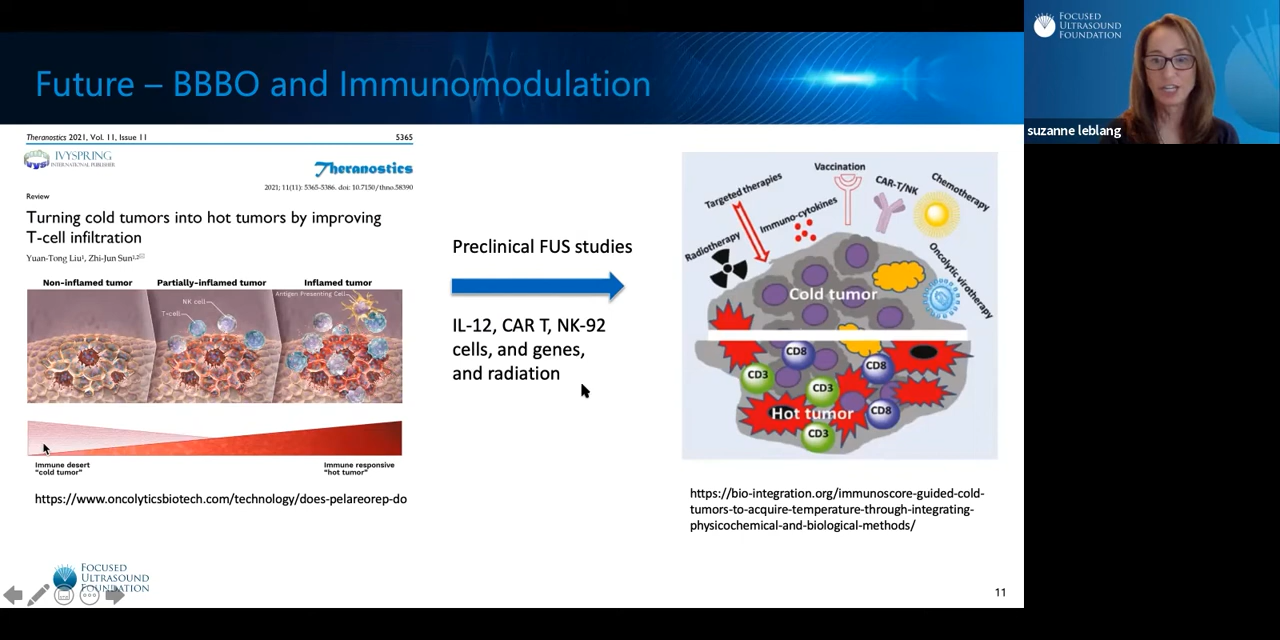 FOCUSED
ULTRASOUND
FOUNDATION
suzanne leblang
Future – BBBO and Immunomodulation
Theranostics 2021, Vol. 11, Issue 11
5365
IVYSPRING
INTERNATIONAL PUBLISHER
Theranostics
2021; 11(11): 5365-5386. doi: 10.7150/thno.58390
Review
Turning cold tumors into hot tumors by improving
T-cell infiltration
Yuan-Tong Liu¹, Zhi-Jun Sun¹,²
Non-inflamed tumor
Partially-inflamed tumor
Inflamed tumor
Antigen Presenting Cell
NK cell
T-cell
Immune desert
"cold tumor"
Immune responsive
"hot tumor"
https://www.oncolyticsbiotech.com/technology/does-pelareorep-do
Preclinical FUS studies
IL-12, CAR T, NK-92
cells, and genes,
and radiation
Radiotherapy
Targeted therapies
Immuno-cytokines
Vaccination
CAR-T/NK
Chemotherapy
Oncolytic virotherapy
Cold tumor
CD8
CD8
CD3
CD3
Hot tumor
CD8
CD3
https://bio-integration.org/immunoscore-guided-cold-
tumors-to-acquire-temperature-through-integrating-
physicochemical-and-biological-methods/
FOCUSED
ULTRASOUND
FOUNDATION
11